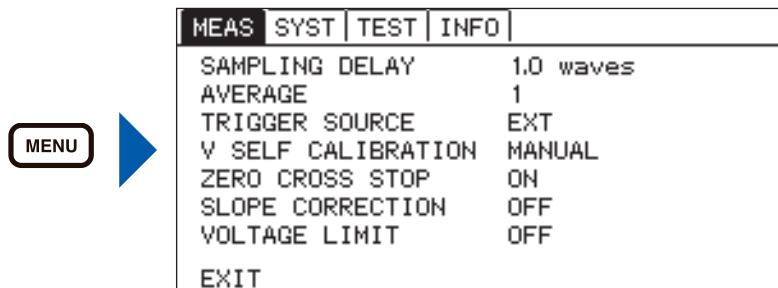 MEAS SYST TEST INFO
SAMPLING DELAY 1.0 waves
AVERAGE 1
TRIGGER SOURCE EXT
MENU
V SELF CALIBRATION MANUAL
ZERO CROSS STOP ON
SLOPE CORRECTION OFF
VOLTAGE LIMIT OFF
EXIT